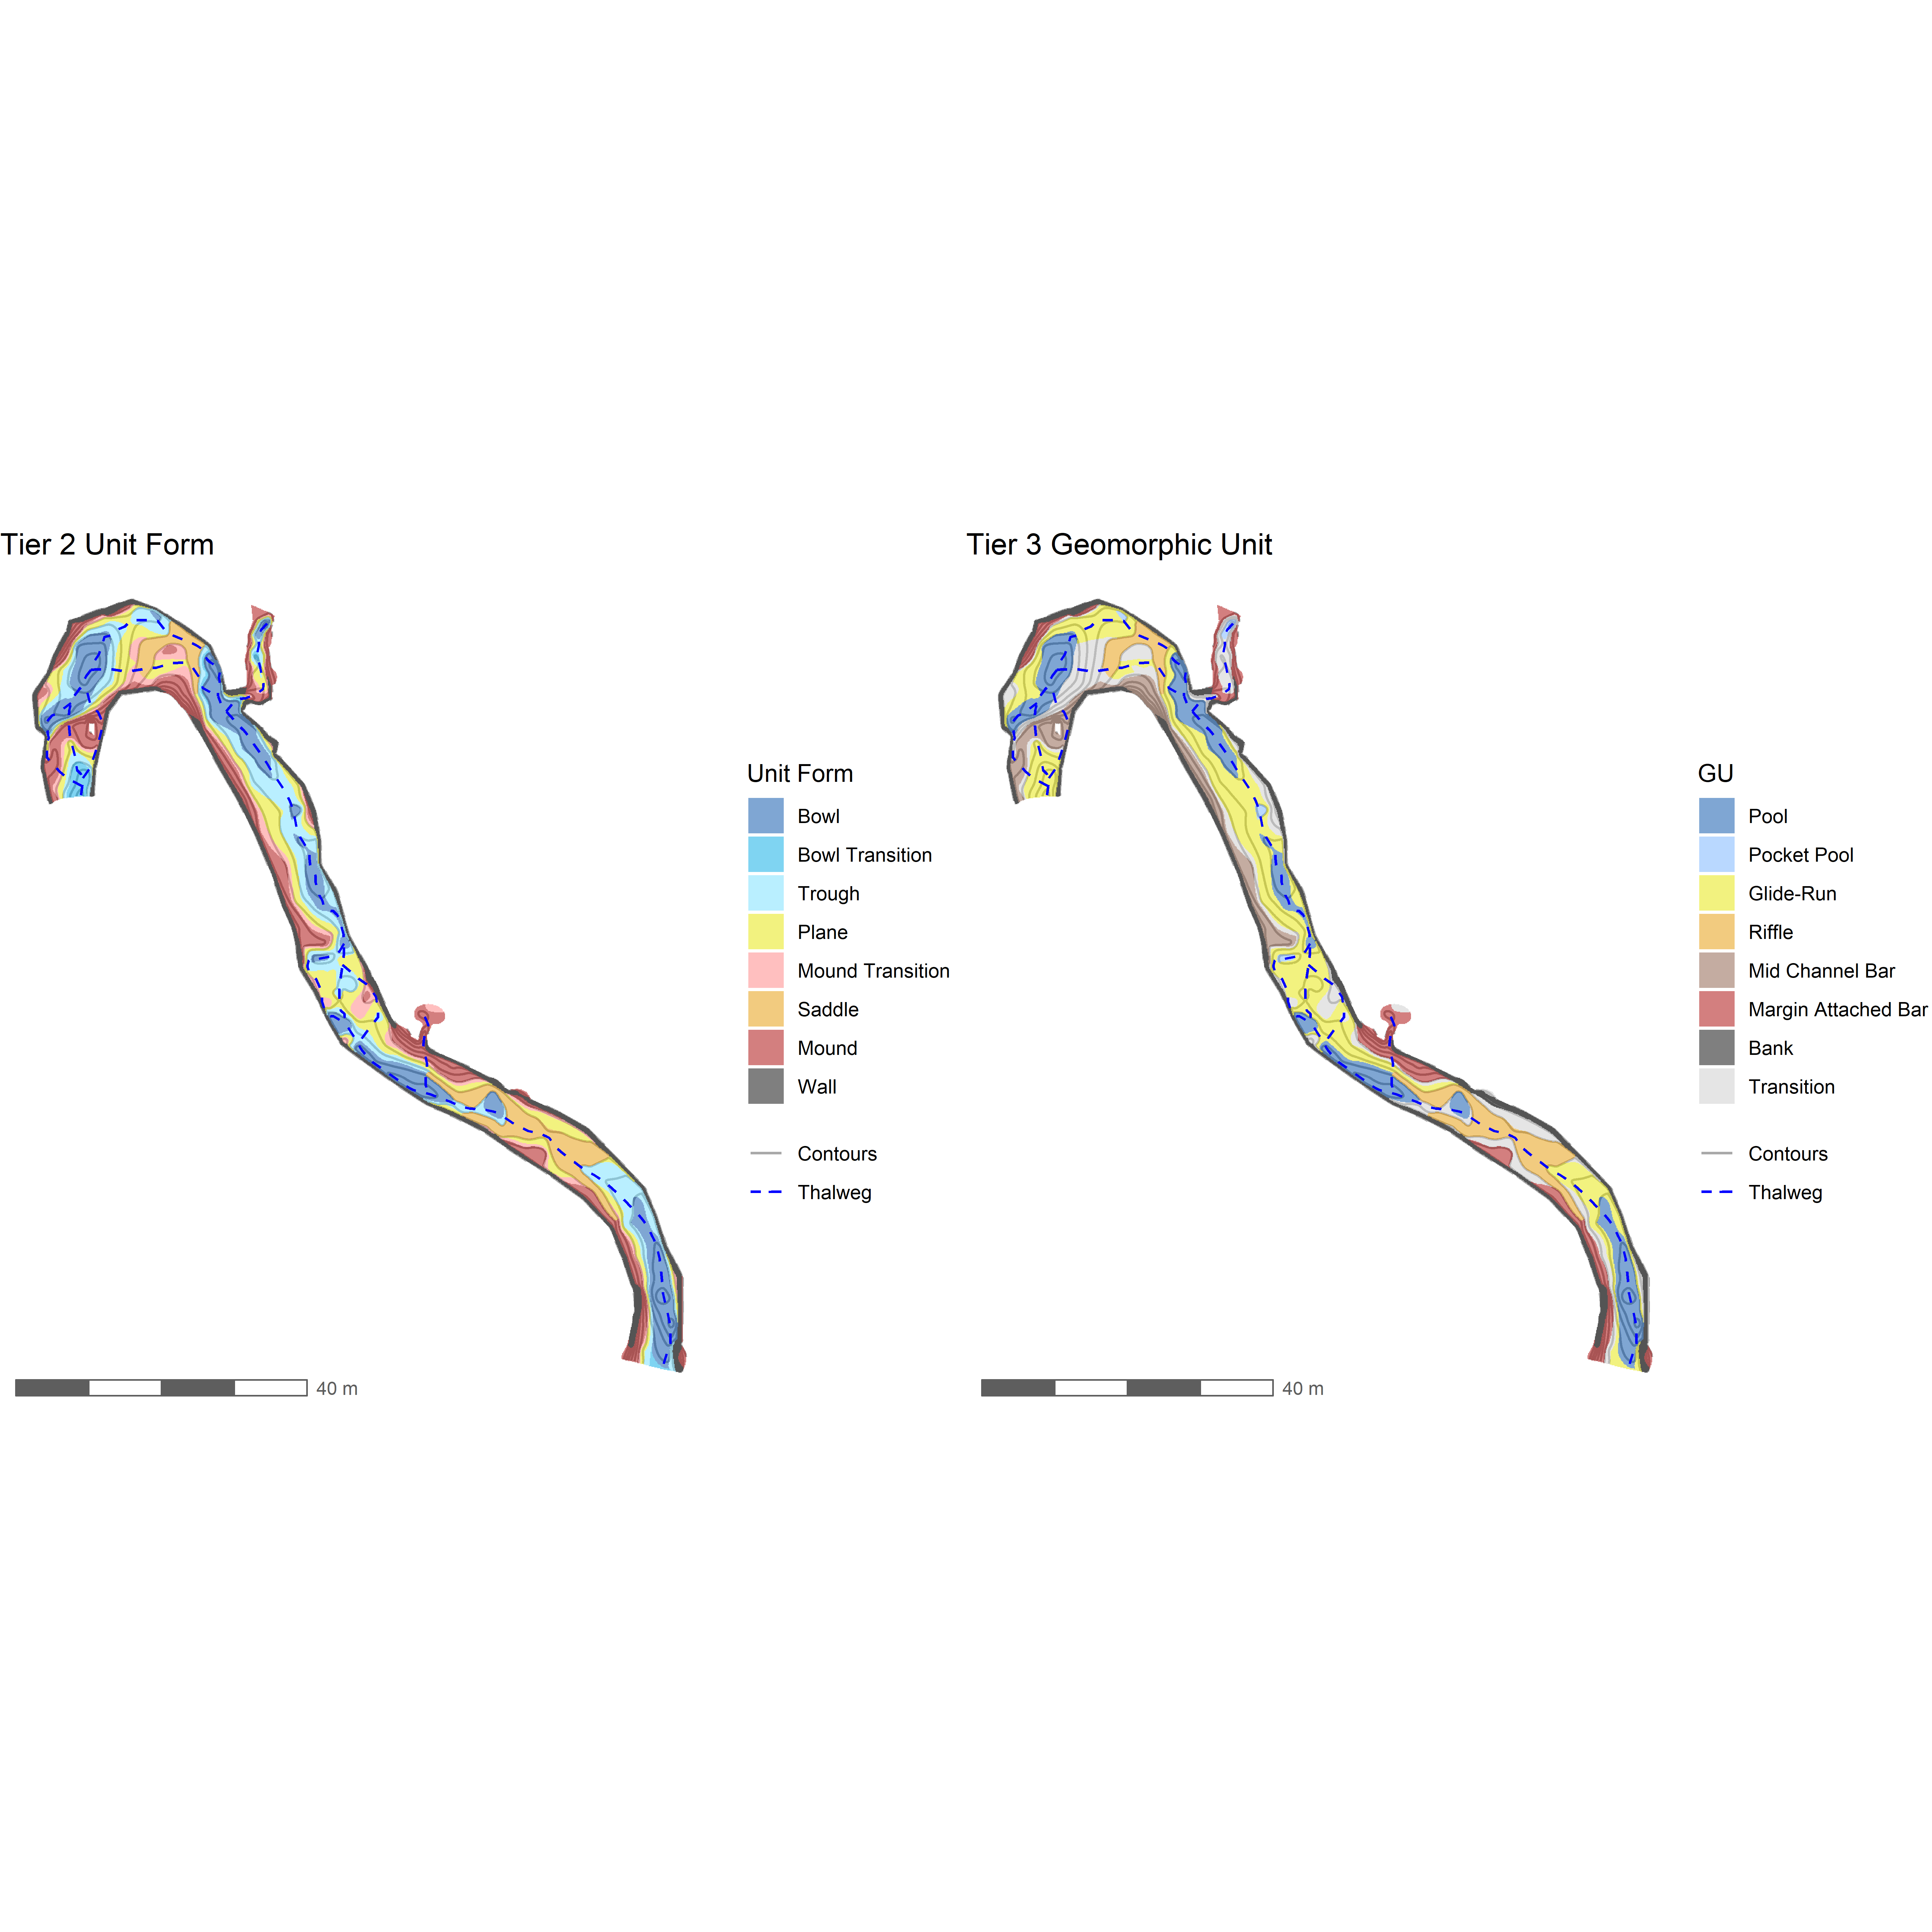 Tier 2 Unit Form
Unit Form
Bowl
Bowl Transition
Trough
Plane
Mound Transition
Saddle
Mound
Wall
Contours
Thalweg
40 m
Tier 3 Geomorphic Unit
GU
Pool
Pocket Pool
Glide-Run
Riffle
Mid Channel Bar
Margin Attached Bar
Bank
Transition
Contours
Thalweg
40 m